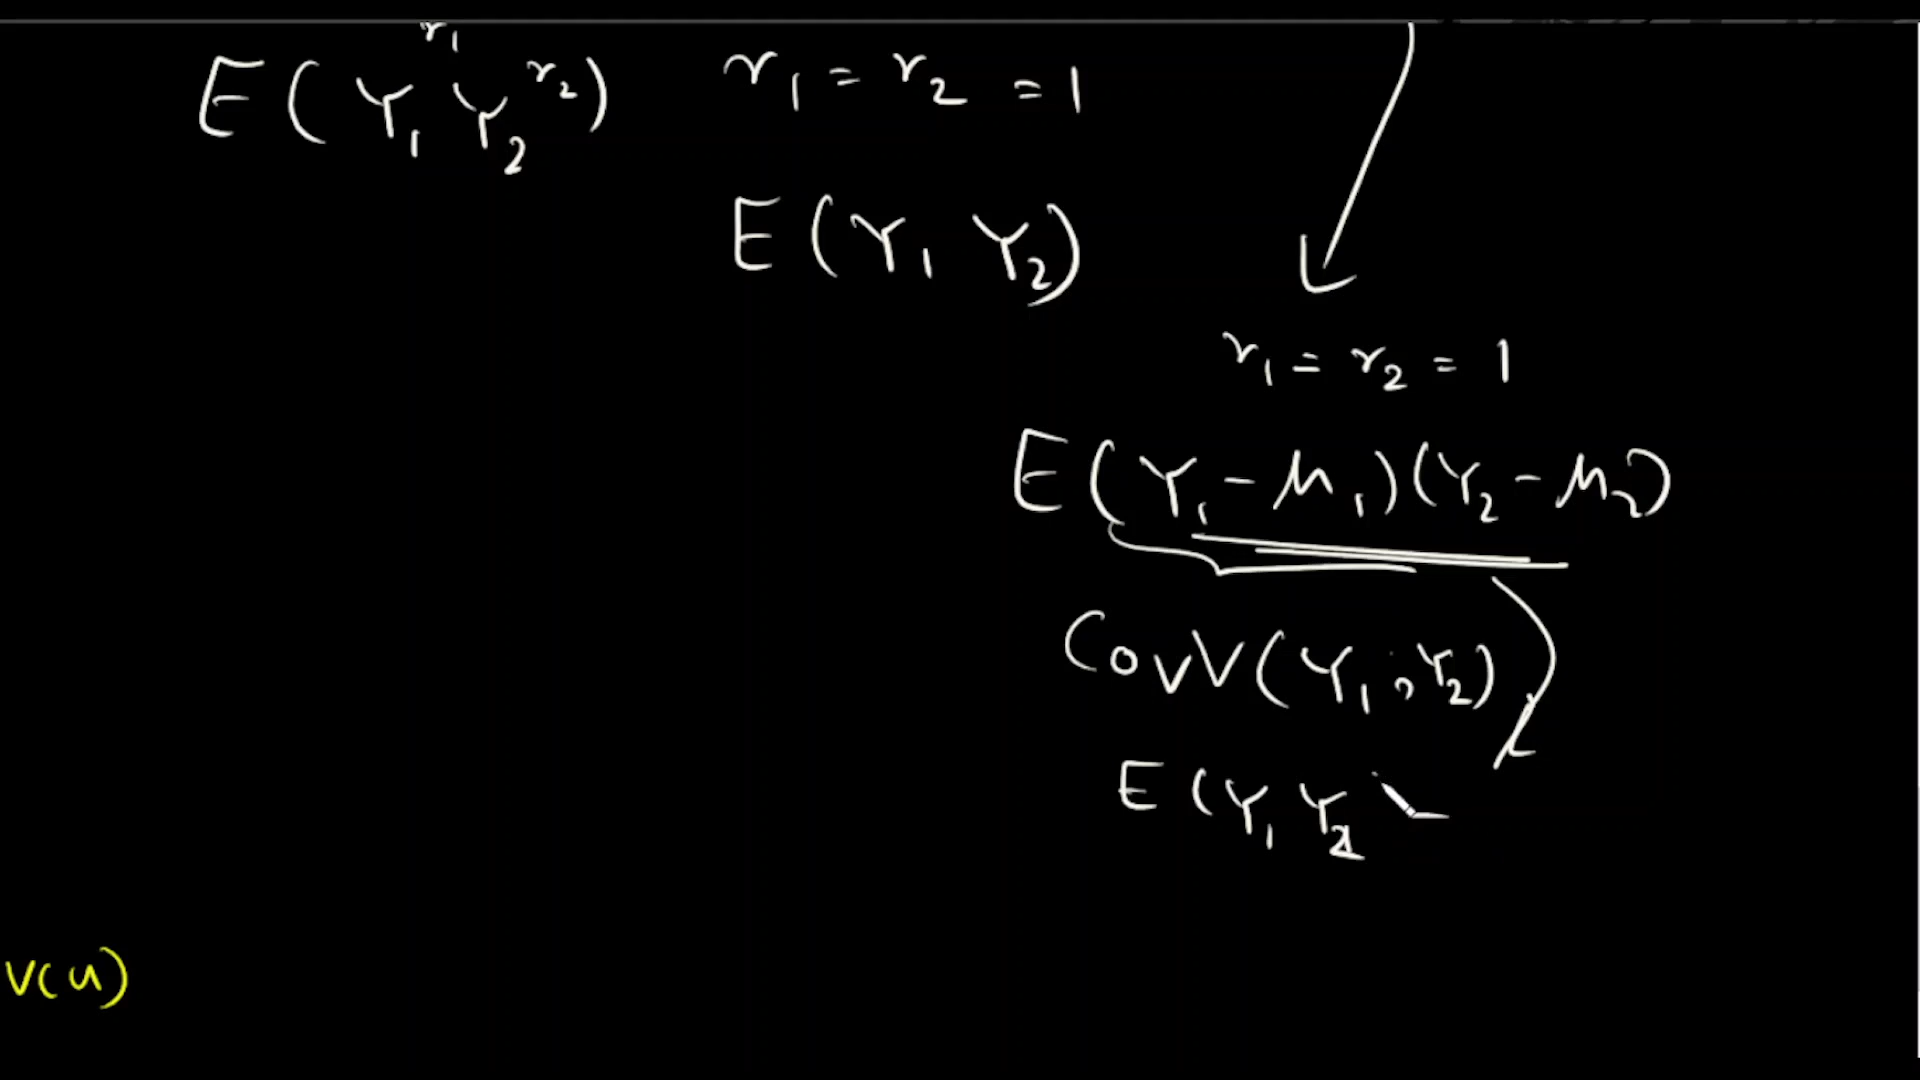 E(Y₁^r₁ Y₂^r₂) r₁ = r₂ = 1
E(Y₁ Y₂)
r₁ = r₂ = 1
E(Y₁ - μ₁)(Y₂ - μ₂)
CovV(Y₁, Y₂)
E(Y₁ Y₂
V(u)